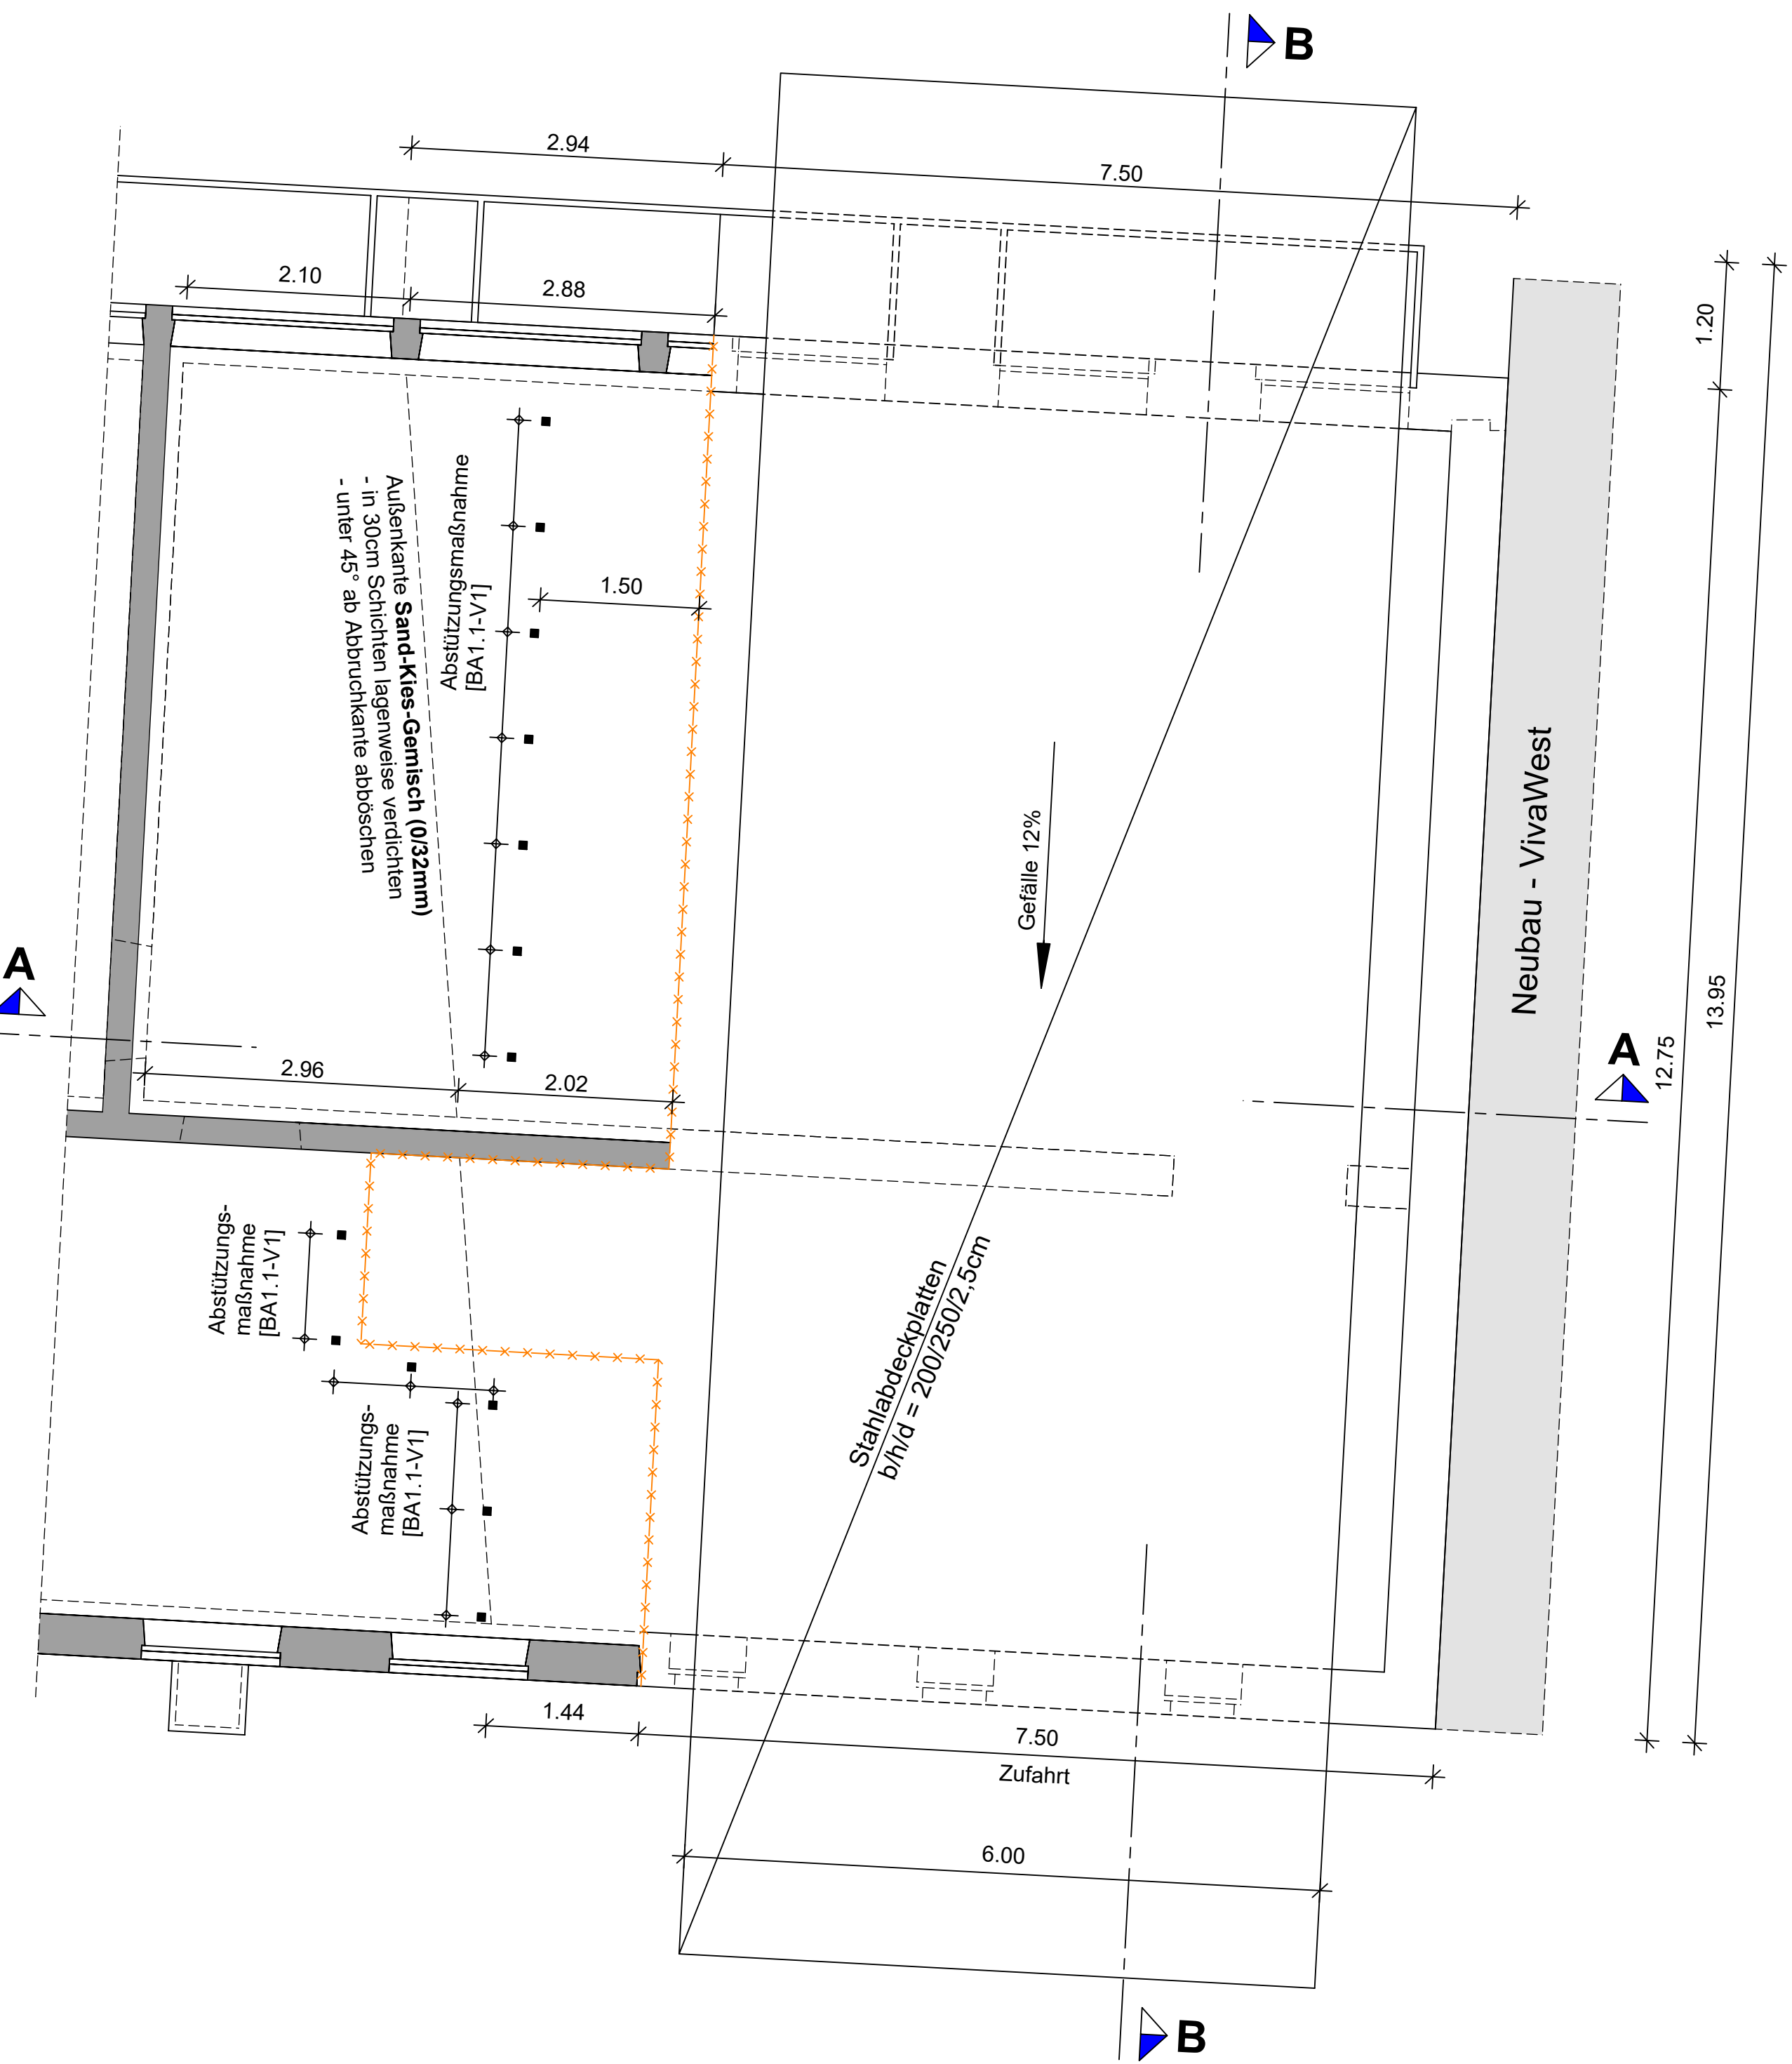 B
2.94
7.50
2.10
2.88
1.20
Abstützungsmaßnahme
[BA1.1-V1]
Außenkante Sand-Kies-Gemisch (0/32mm)
- in 30cm Schichten lagenweise verdichten
- unter 45° ab Abbruchkante abböschen
1.50
Gefälle 12%
Neubau - VivaWest
13.95
12.75
A
A
2.96
2.02
Abstützungs-
maßnahme
[BA1.1-V1]
Abstützungs-
maßnahme
[BA1.1-V1]
Stahlabdeckplatten
b/h/d = 200/250/2,5cm
1.44
7.50
Zufahrt
6.00
B